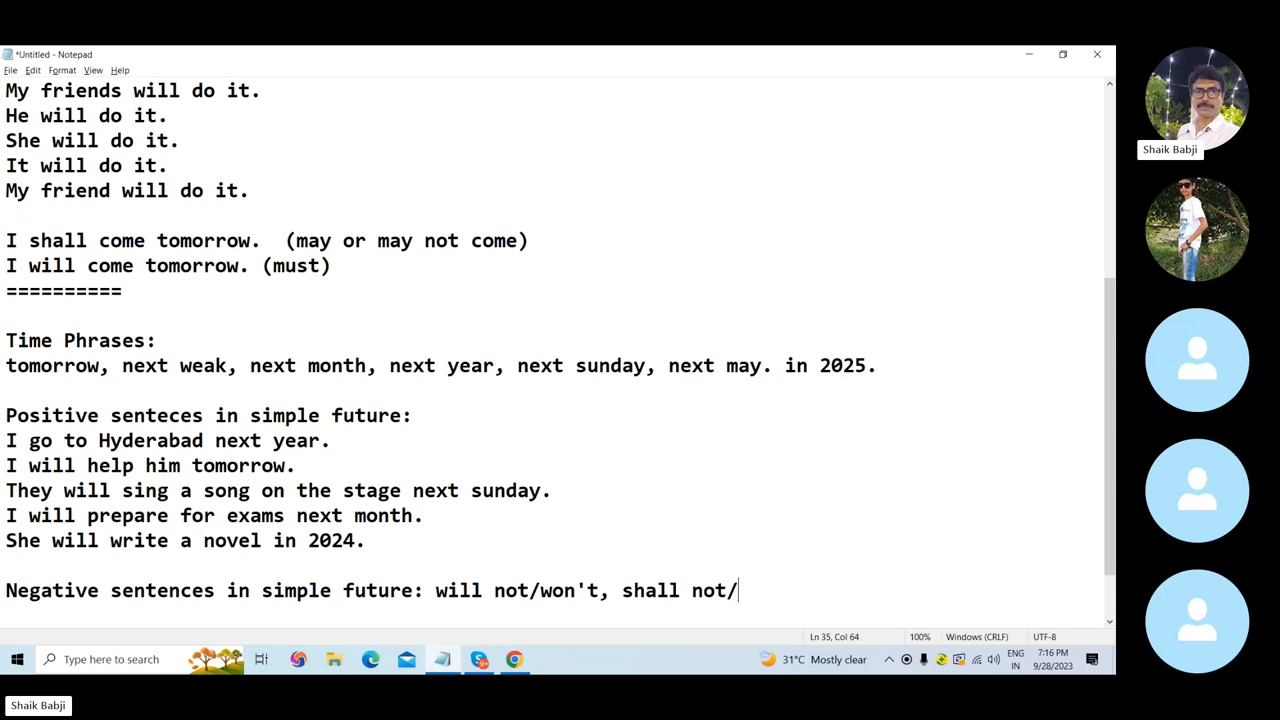 *Untitled - Notepad
File Edit Format View Help
My friends will do it.
He will do it.
She will do it.
It will do it.
My friend will do it.
I shall come tomorrow.  (may or may not come)
I will come tomorrow. (must)
==========
Time Phrases:
tomorrow, next weak, next month, next year, next sunday, next may. in 2025.
Positive senteces in simple future:
I go to Hyderabad next year.
I will help him tomorrow.
They will sing a song on the stage next sunday.
I will prepare for exams next month.
She will write a novel in 2024.
Negative sentences in simple future: will not/won't, shall not/
Ln 35, Col 64 100% Windows (CRLF) UTF-8
Type here to search
31°C Mostly clear
ENG
IN
7:16 PM
9/28/2023
Shaik Babji
Shaik Babji